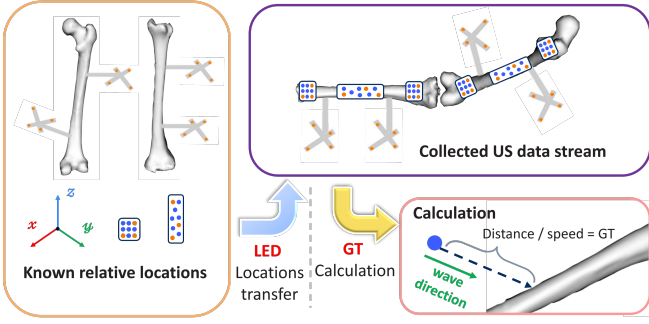 z
x
y
Known relative locations
Collected US data stream
LED
Locations
transfer
GT
Calculation
Calculation
Distance / speed = GT
wave
direction